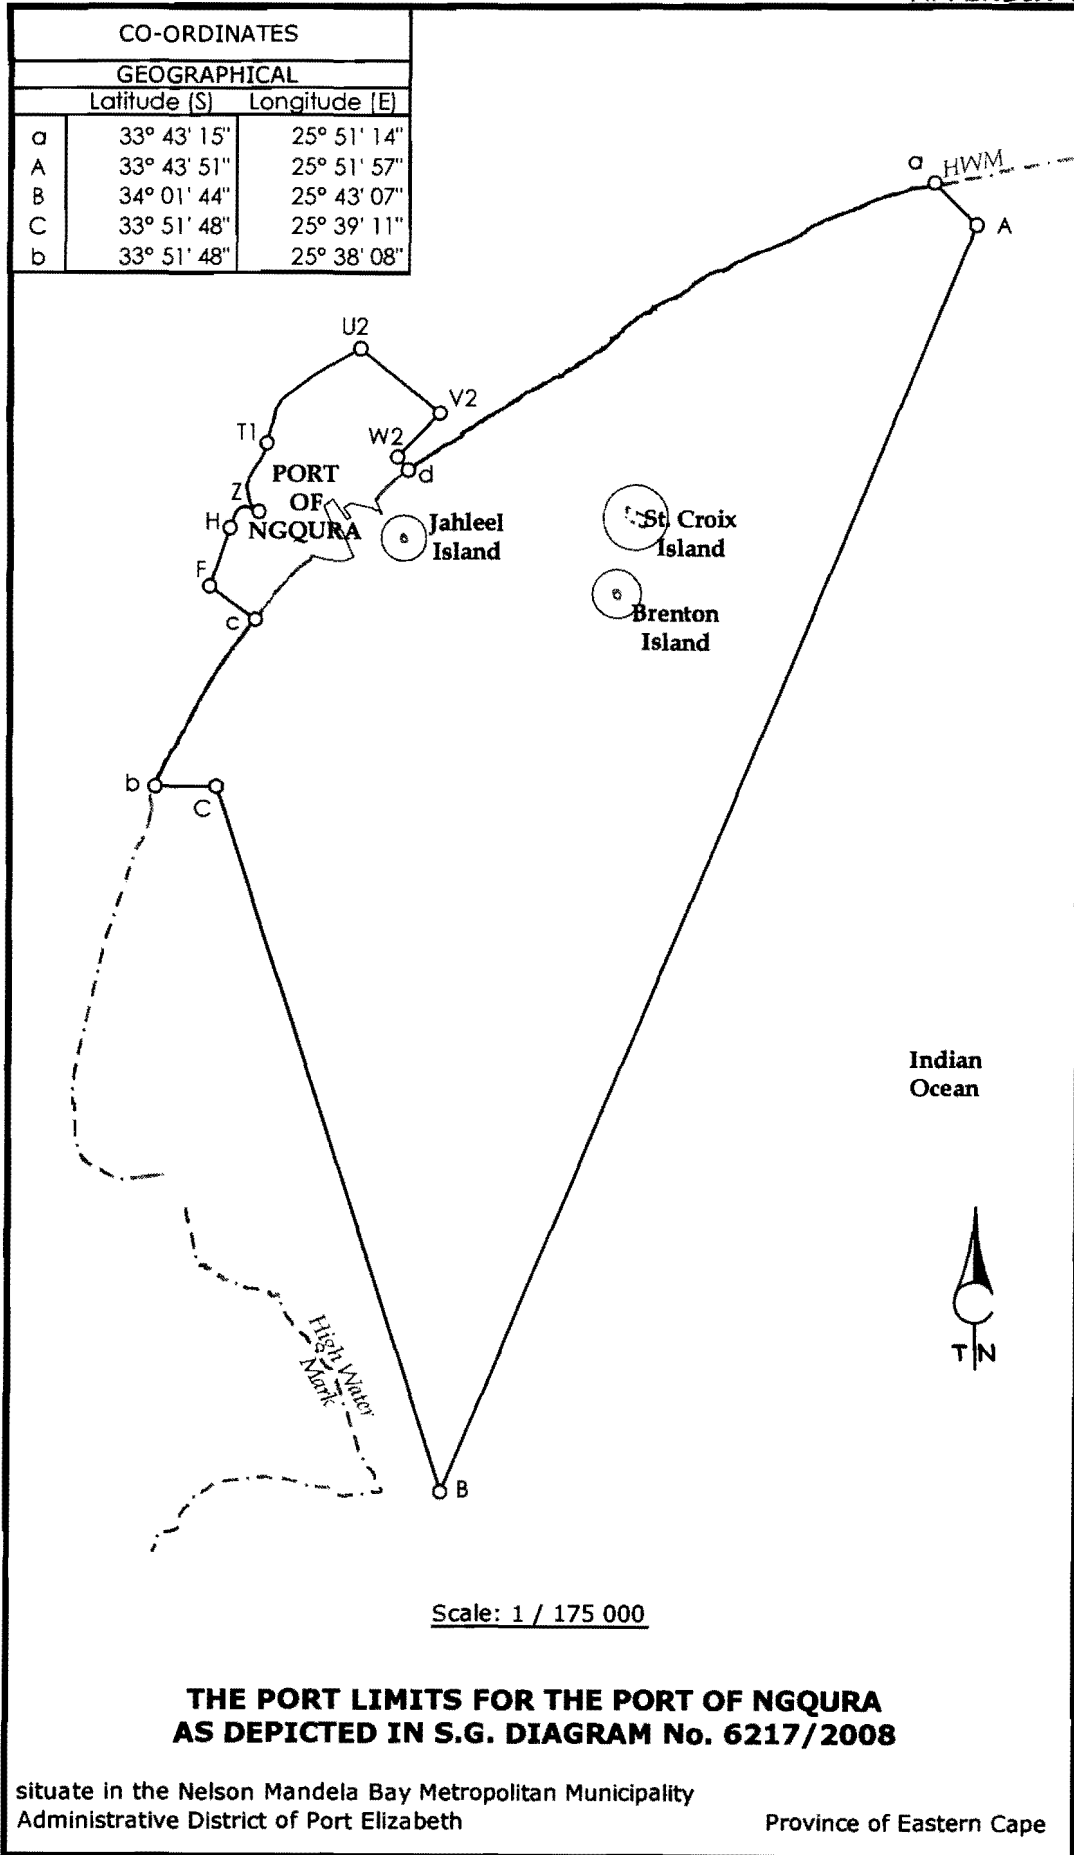 CO-ORDINATES
GEOGRAPHICAL
Latitude (S) Longitude (E)
a 33° 43' 15" 25° 51' 14"
A 33° 43' 51" 25° 51' 57"
B 34° 01' 44" 25° 43' 07"
C 33° 51' 48" 25° 39' 11"
b 33° 51' 48" 25° 38' 08"
a HWM
A
U2
V2
T1
W2
d
PORT
OF
NGQURA
Z
H
F
c
Jahleel
Island
St. Croix
Island
Brenton
Island
b
C
Indian
Ocean
T N
High Water
Mark
B
Scale: 1 / 175 000
THE PORT LIMITS FOR THE PORT OF NGQURA
AS DEPICTED IN S.G. DIAGRAM No. 6217/2008
situate in the Nelson Mandela Bay Metropolitan Municipality
Administrative District of Port Elizabeth Province of Eastern Cape